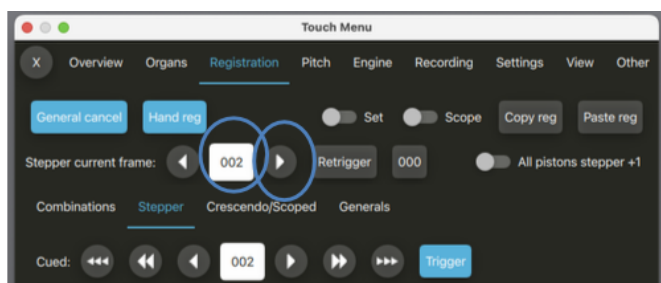 Touch Menu
X Overview Organs Registration Pitch Engine Recording Settings View Other
General cancel Hand reg Set Scope Copy reg Paste reg
Stepper current frame: 002 Retrigger 000 All pistons stepper +1
Combinations Stepper Crescendo/Scoped Generals
Cued: 002 Trigger